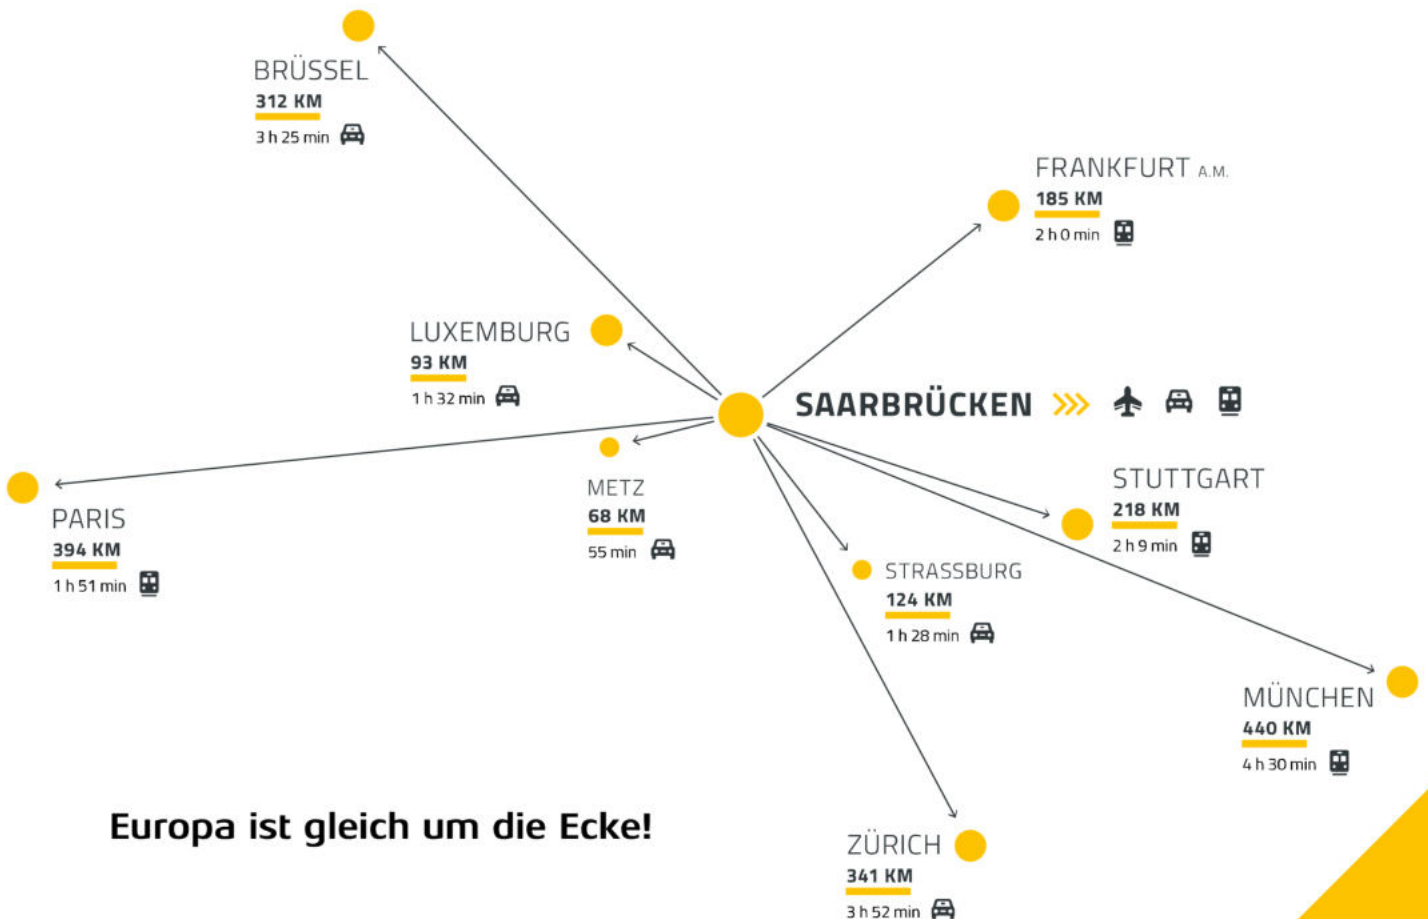 BRÜSSEL
312 KM
3 h 25 min
FRANKFURT A.M.
185 KM
2 h 0 min
LUXEMBURG
93 KM
1 h 32 min
SAARBRÜCKEN
METZ
68 KM
55 min
PARIS
394 KM
1 h 51 min
STUTTGART
218 KM
2 h 9 min
STRASSBURG
124 KM
1 h 28 min
MÜNCHEN
440 KM
4 h 30 min
Europa ist gleich um die Ecke!
ZÜRICH
341 KM
3 h 52 min